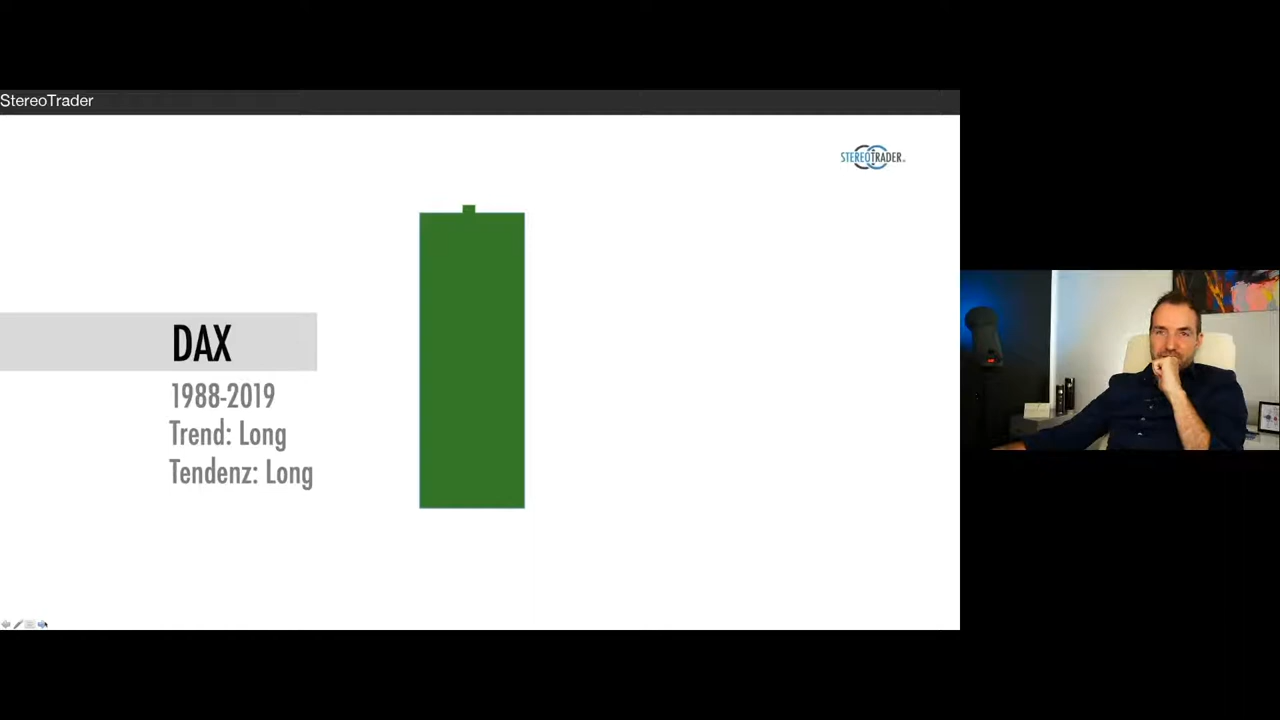 StereoTrader
STEREOTRADER
DAX
1988-2019
Trend: Long
Tendenz: Long